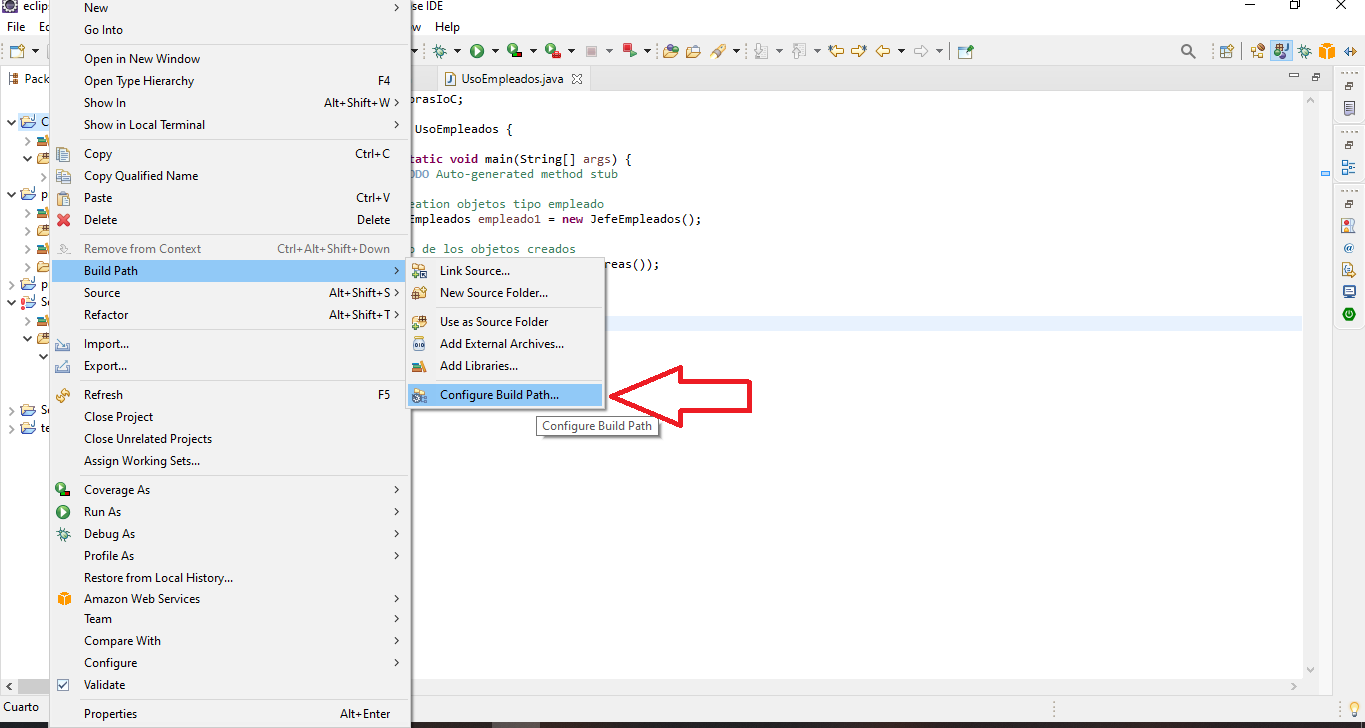 eclips
se IDE
File Ed
w Help
Pack
UsoEmpleados.java
New
Go Into
Open in New Window
Open Type Hierarchy F4
Show In Alt+Shift+W >
Show in Local Terminal >
Copy Ctrl+C
Copy Qualified Name
Paste Ctrl+V
Delete Delete
Remove from Context Ctrl+Alt+Shift+Down
Build Path >
Source Alt+Shift+S >
Refactor Alt+Shift+T >
Import...
Export...
Refresh F5
Close Project
Close Unrelated Projects
Assign Working Sets...
Coverage As >
Run As >
Debug As >
Profile As >
Restore from Local History...
Amazon Web Services >
Team >
Compare With >
Configure >
Validate
Properties Alt+Enter
Link Source...
New Source Folder...
Use as Source Folder
Add External Archives...
Add Libraries...
Configure Build Path...
Configure Build Path
orasIoC;
UsoEmpleados {
tatic void main(String[] args) {
ODO Auto-generated method stub
eation objetos tipo empleado
Empleados empleado1 = new JefeEmpleados();
o de los objetos creados
reas());
C
p
p
Se
Se
te
Cuarto